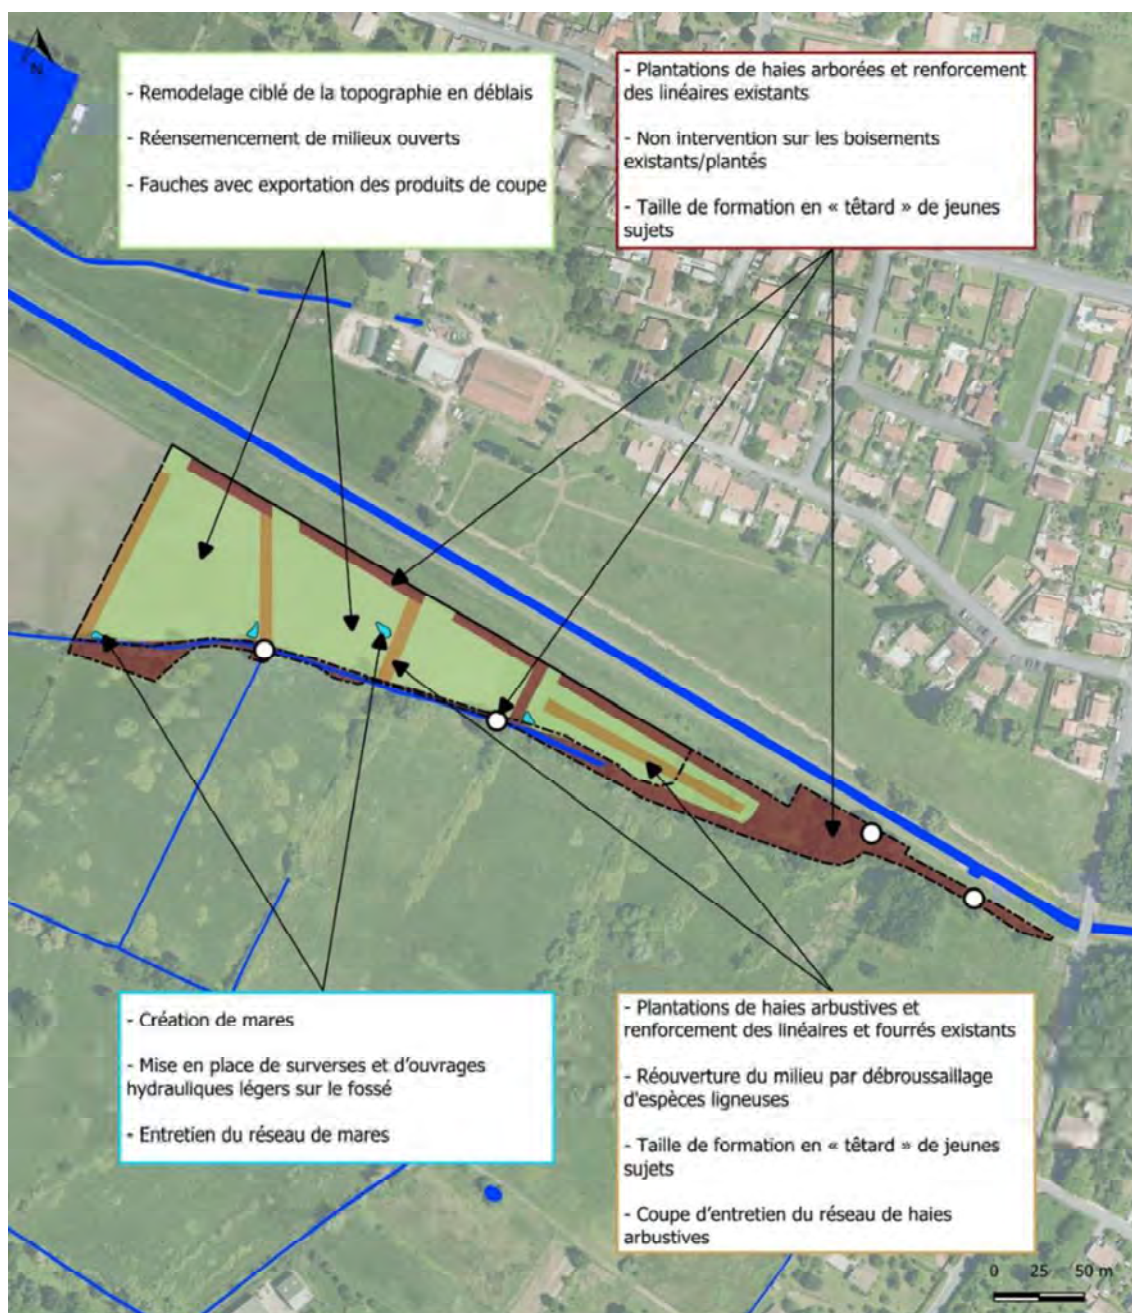 N
- Remodelage ciblé de la topographie en déblais
- Réensemencement de milieux ouverts
- Fauches avec exportation des produits de coupe
- Plantations de haies arborées et renforcement
des linéaires existants
- Non intervention sur les boisements
existants/plantés
- Taille de formation en « têtard » de jeunes
sujets
- Création de mares
- Mise en place de surverses et d'ouvrages
hydrauliques légers sur le fossé
- Entretien du réseau de mares
- Plantations de haies arbustives et
renforcement des linéaires et fourrés existants
- Réouverture du milieu par débroussaillage
d'espèces ligneuses
- Taille de formation en « têtard » de jeunes
sujets
- Coupe d'entretien du réseau de haies
arbustives
0 25 50 m